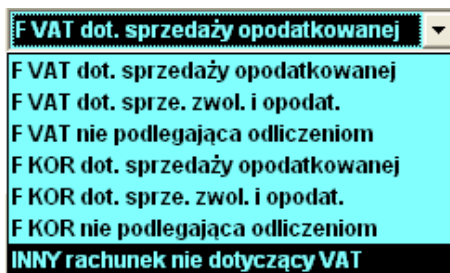 F VAT dot. sprzedaży opodatkowanej
F VAT dot. sprzedaży opodatkowanej
F VAT dot. sprze. zwol. i opodat.
F VAT nie podlegająca odliczeniom
F KOR dot. sprzedaży opodatkowanej
F KOR dot. sprze. zwol. i opodat.
F KOR nie podlegająca odliczeniom
INNY rachunek nie dotyczący VAT